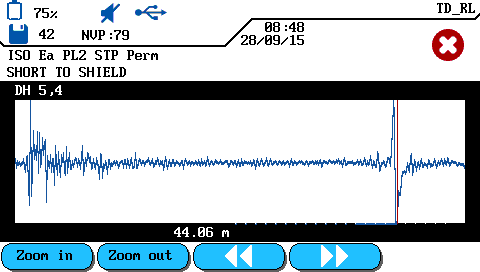 75%
TD_RL
42
NVP:79
08:48
28/09/15
ISO Ea PL2 STP Perm
SHORT TO SHIELD
DH 5,4
44.06 m
Zoom in
Zoom out